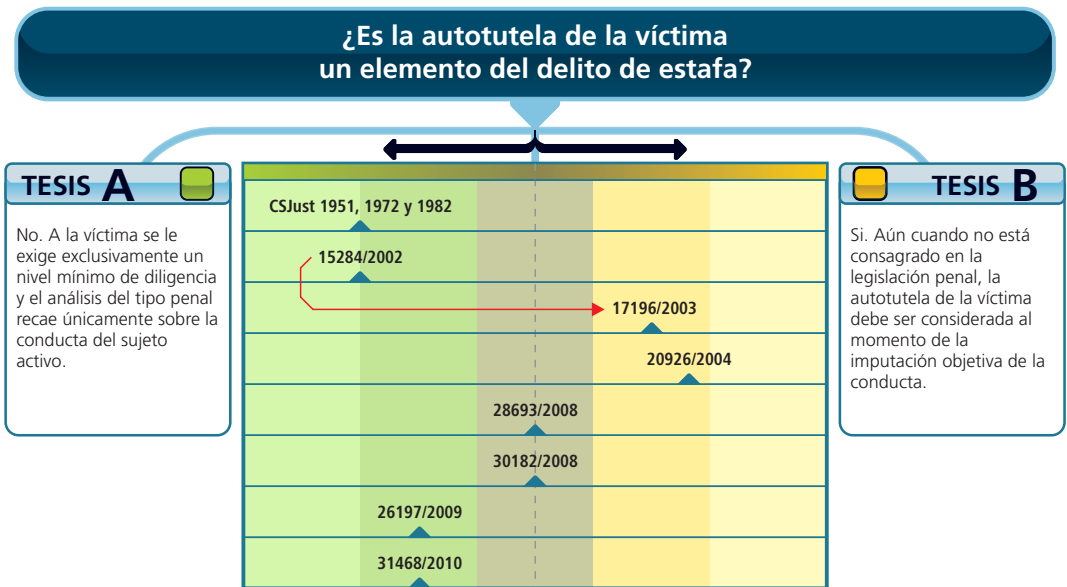 ¿Es la autotutela de la víctima
un elemento del delito de estafa?
TESIS A
No. A la víctima se le
exige exclusivamente un
nivel mínimo de diligencia
y el análisis del tipo penal
recae únicamente sobre la
conducta del sujeto
activo.
CSJust 1951, 1972 y 1982
15284/2002
17196/2003
20926/2004
28693/2008
30182/2008
26197/2009
31468/2010
TESIS B
Si. Aún cuando no está
consagrado en la
legislación penal, la
autotutela de la víctima
debe ser considerada al
momento de la
imputación objetiva de la
conducta.